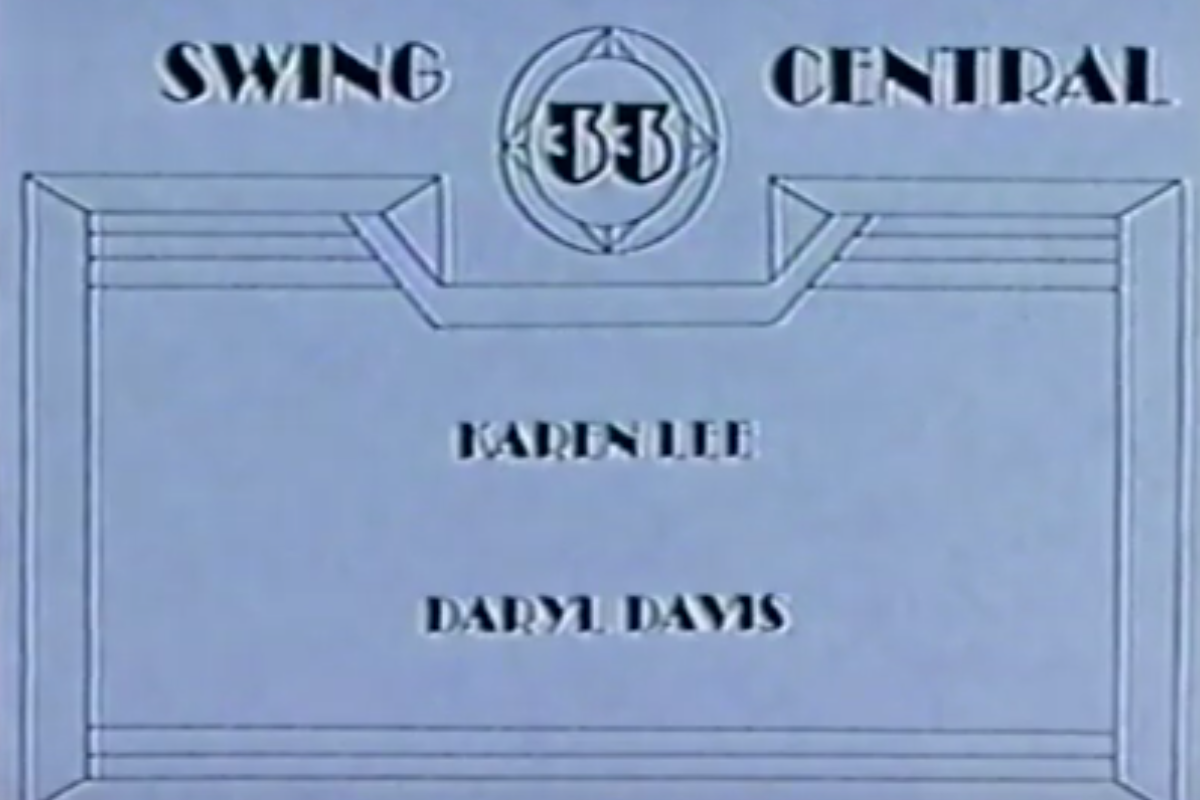 SWING CENTRAL
KAREN LEE
DARYL DAVIS